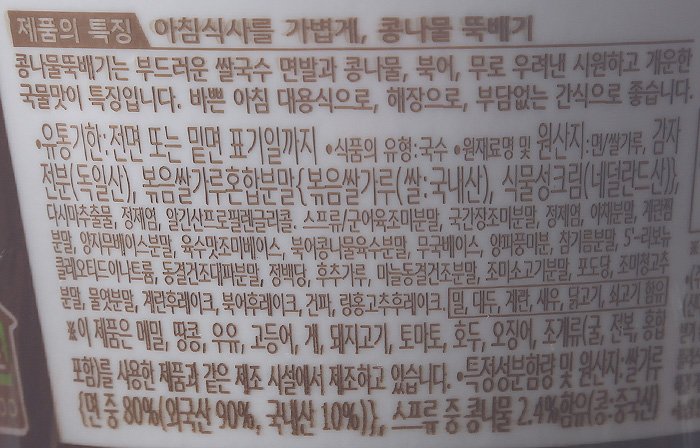 제품의 특징 아침식사를 가볍게, 콩나물 뚝배기
콩나물뚝배기는 부드러운 쌀국수 면발과 콩나물, 북어, 무로 우려낸 시원하고 개운한
국물맛이 특징입니다. 바쁜 아침 대용식으로, 해장으로, 부담없는 간식으로 좋습니다.
•유통기한:전면 또는 밑면 표기일까지 •식품의 유형:국수 •원재료명 및 원산지:면/쌀가루, 감자
전분(독일산), 볶음쌀가루혼합분말{볶음쌀가루(쌀:국내산), 식물성크림(네덜란드산)},
다시마추출물, 정제염, 알긴산프로필렌글리콜. 스프류/군어육조미분말, 국간장조미분말, 정제염, 야채분말, 계란찜
분말, 양지무베이스분말, 육수맛조미베이스, 북어콩나물육수분말, 무국베이스, 양파풍미분, 참기름분말, 5'-리보뉴
클레오티드이나트륨, 동결건조대파분말, 정백당, 후추가루, 마늘동결건조분말, 조미소고기분말, 포도당, 조미청고추
분말, 물엿분말, 계란후레이크, 북어후레이크, 건파, 링홍고추후레이크. 밀, 대두, 계란, 새우, 닭고기, 쇠고기 함유
※이 제품은 메밀, 땅콩, 우유, 고등어, 게, 돼지고기, 토마토, 호두, 오징어, 조개류(굴, 전복, 홍합
포함)를 사용한 제품과 같은 제조 시설에서 제조하고 있습니다. •특정성분함량 및 원산지:쌀가루
{면 중 80%(외국산 90%, 국내산 10%)}, 스프류 중 콩나물 2.4%함유(콩:중국산)